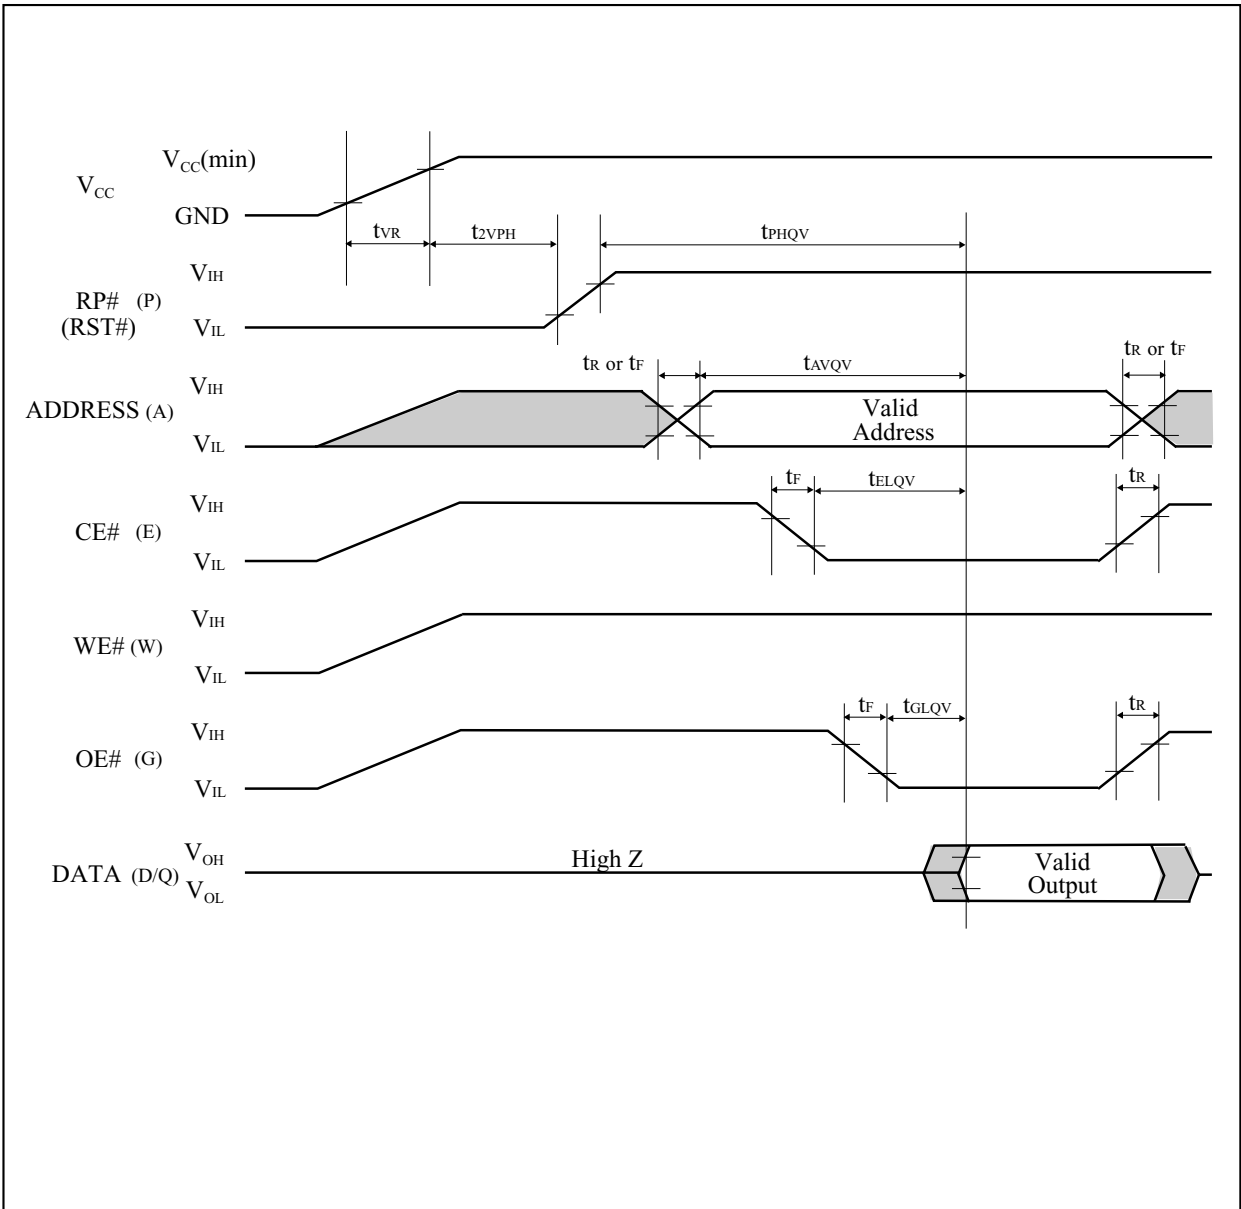 VCC(min)
VCC
GND
tVR
t2VPH
tPHQV
VIH
RP# (P)
(RST#)
VIL
tR or tF
tAVQV
tR or tF
VIH
ADDRESS (A)
Valid
Address
VIL
tF
tELQV
tR
VIH
CE# (E)
VIL
VIH
WE# (W)
VIL
tF
tGLQV
tR
VIH
OE# (G)
VIL
VOH
High Z
DATA (D/Q)
Valid
Output
VOL